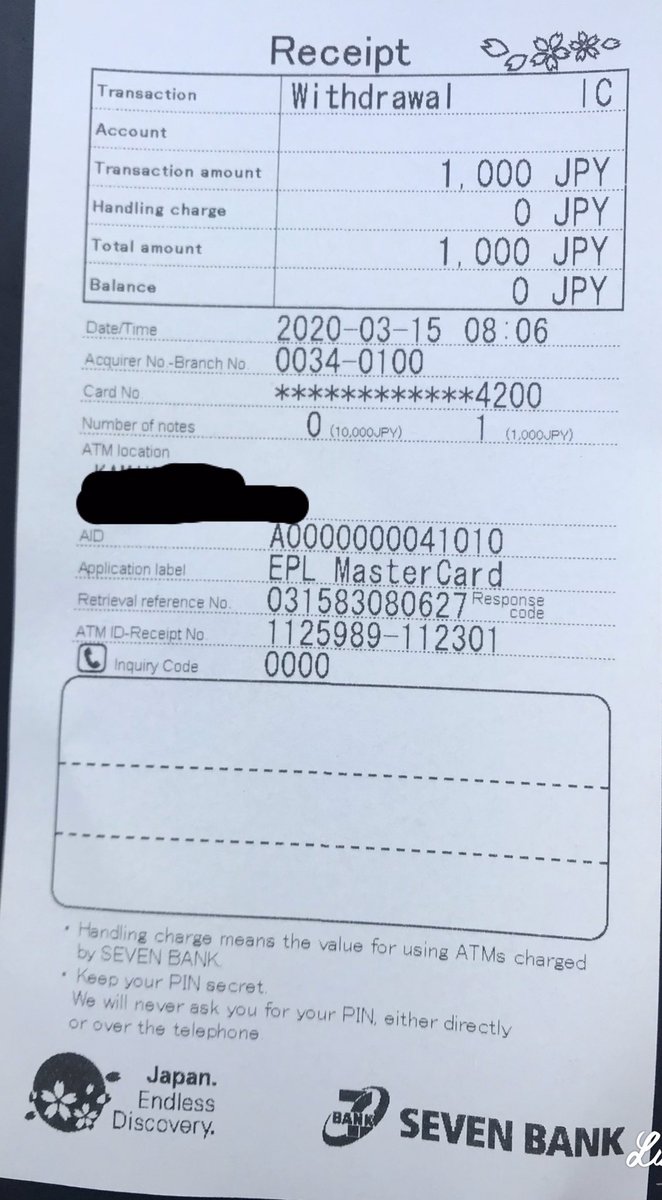 Receipt
Transaction Withdrawal IC
Account
Transaction amount 1,000 JPY
Handling charge 0 JPY
Total amount 1,000 JPY
Balance 0 JPY
Date/Time 2020-03-15 08:06
Acquirer No.-Branch No. 0034-0100
Card No. ************4200
Number of notes 0 (10,000JPY) 1 (1,000JPY)
ATM location
AID A0000000041010
Application label EPL MasterCard
Retrieval reference No. 031583080627 Response code
ATM ID-Receipt No. 1125989-112301
Inquiry Code 0000
・Handling charge means the value for using ATMs charged
by SEVEN BANK.
・Keep your PIN secret.
We will never ask you for your PIN, either directly
or over the telephone.
Japan.
Endless
Discovery.
7 BANK SEVEN BANK